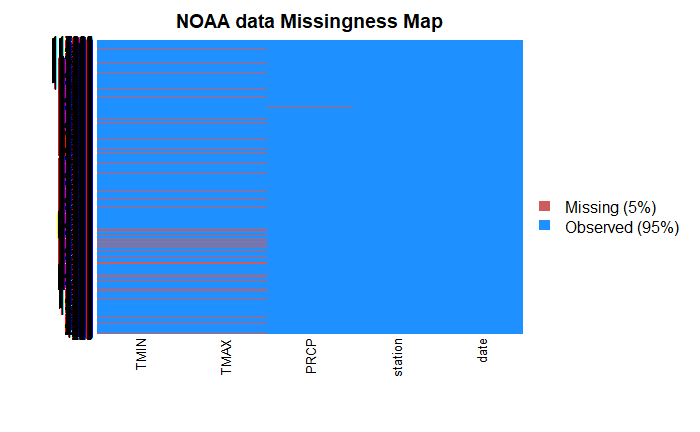 NOAA data Missingness Map
Missing (5%)
Observed (95%)
TMIN
TMAX
PRCP
station
date